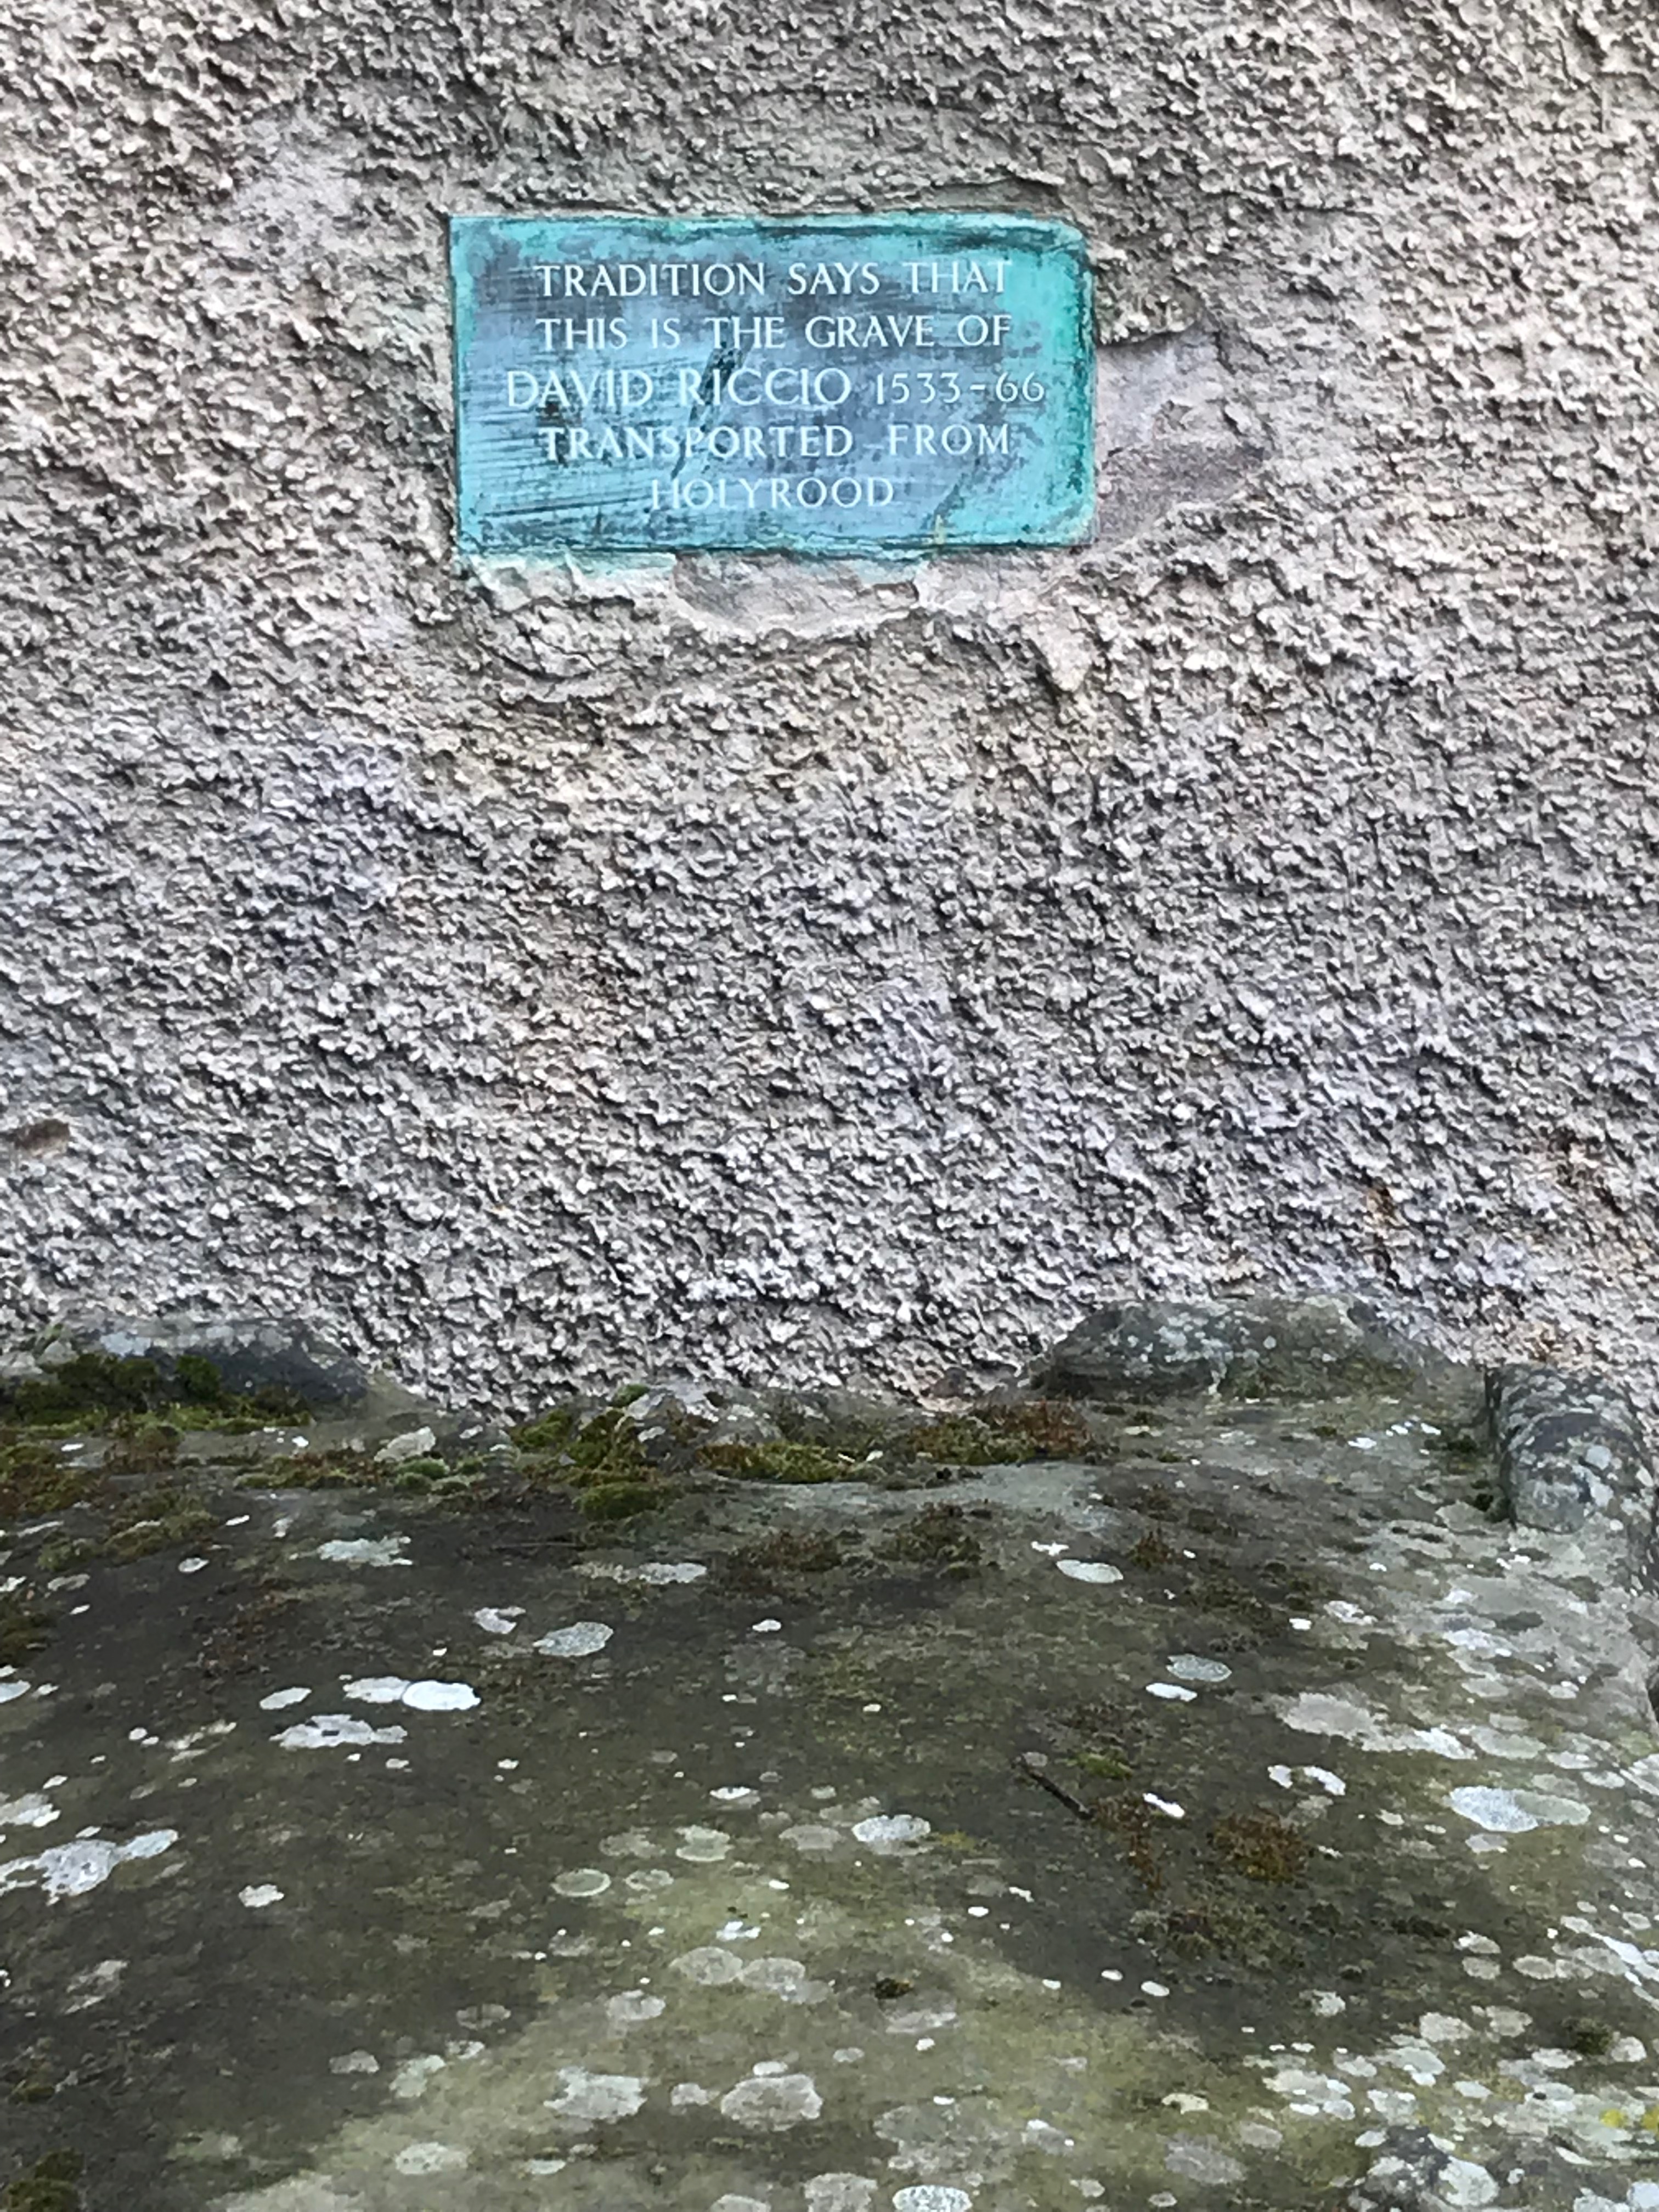 TRADITION SAYS THAT
THIS IS THE GRAVE OF
DAVID RICCIO 1533-66
TRANSPORTED FROM
HOLYROOD